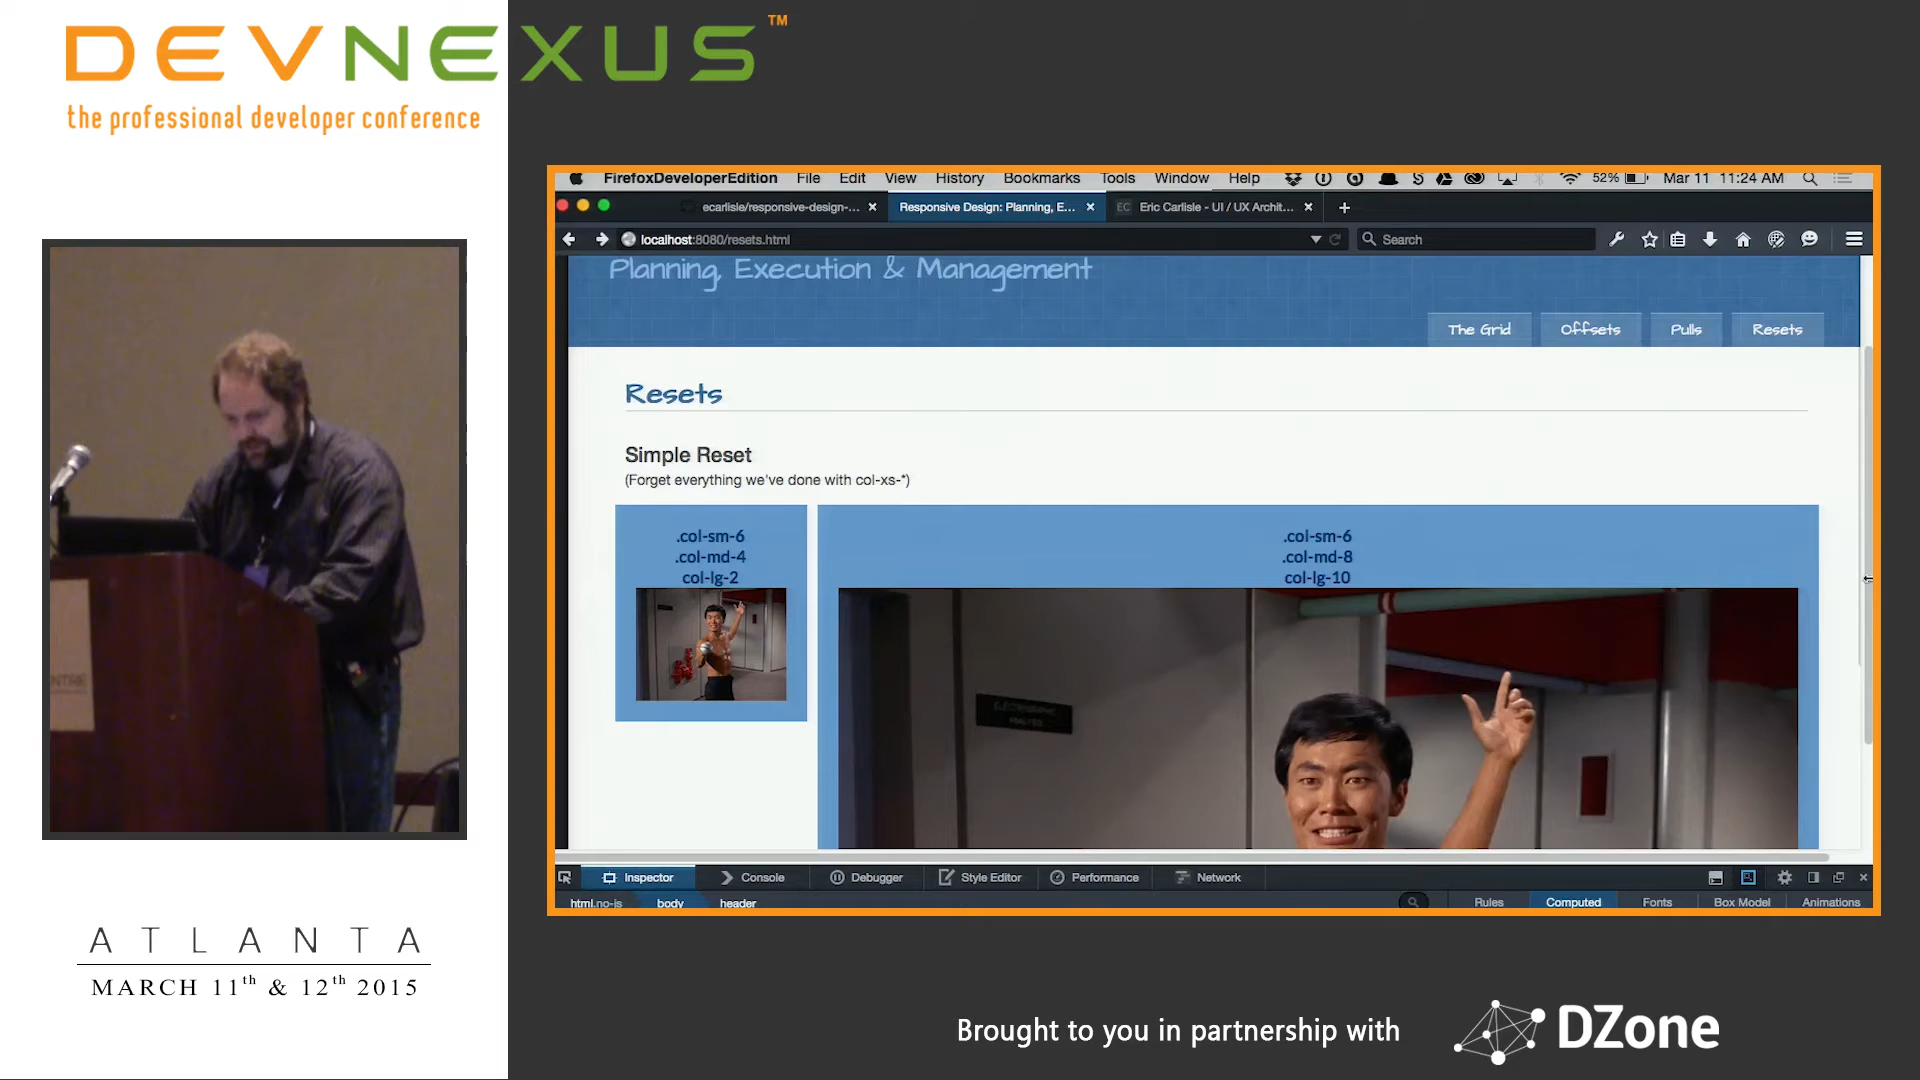 DEVNEXUS™
the professional developer conference
FirefoxDeveloperEdition File Edit View History Bookmarks Tools Window Help 52% Mar 11 11:24 AM
ecarlisle/responsive-design-... Responsive Design: Planning, E... EC Eric Carlisle - UI / UX Archit...
localhost:8080/resets.html Search
Planning, Execution & Management
The Grid Offsets Pulls Resets
Resets
Simple Reset
(Forget everything we've done with col-xs-*)
.col-sm-6
.col-md-4
col-lg-2
.col-sm-6
.col-md-8
col-lg-10
Inspector Console Debugger Style Editor Performance Network
html.no-js body header Rules Computed Fonts Box Model Animations
ATLANTA
MARCH 11th & 12th 2015
Brought to you in partnership with
DZone